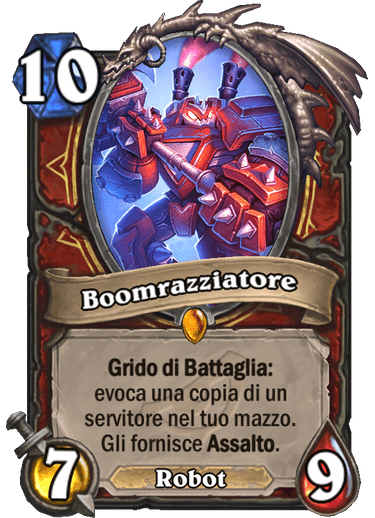 10
Boomrazziatore
Grido di Battaglia:
evoca una copia di un
servitore nel tuo mazzo.
Gli fornisce Assalto.
7
Robot
9